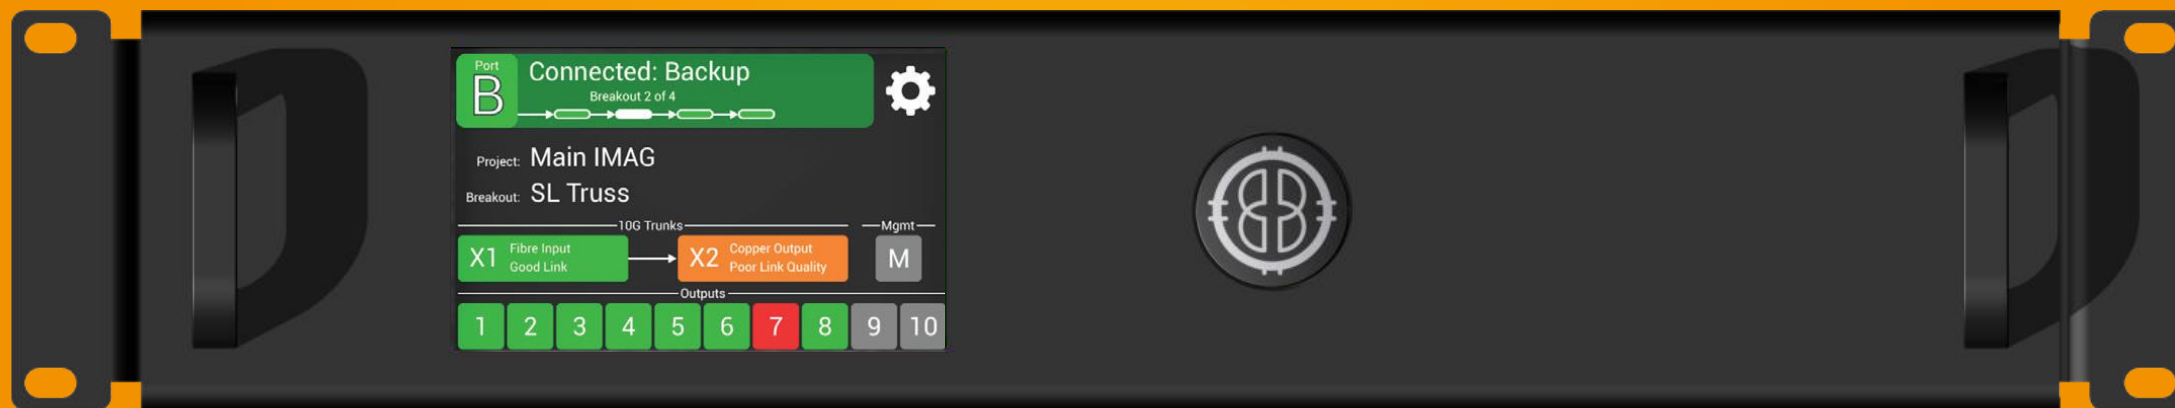 Port
B
Connected: Backup
Breakout 2 of 4
Project: Main IMAG
Breakout: SL Truss
10G Trunks
Mgmt
X1 Fibre Input
Good Link
X2 Copper Output
Poor Link Quality
M
Outputs
1 2 3 4 5 6 7 8 9 10